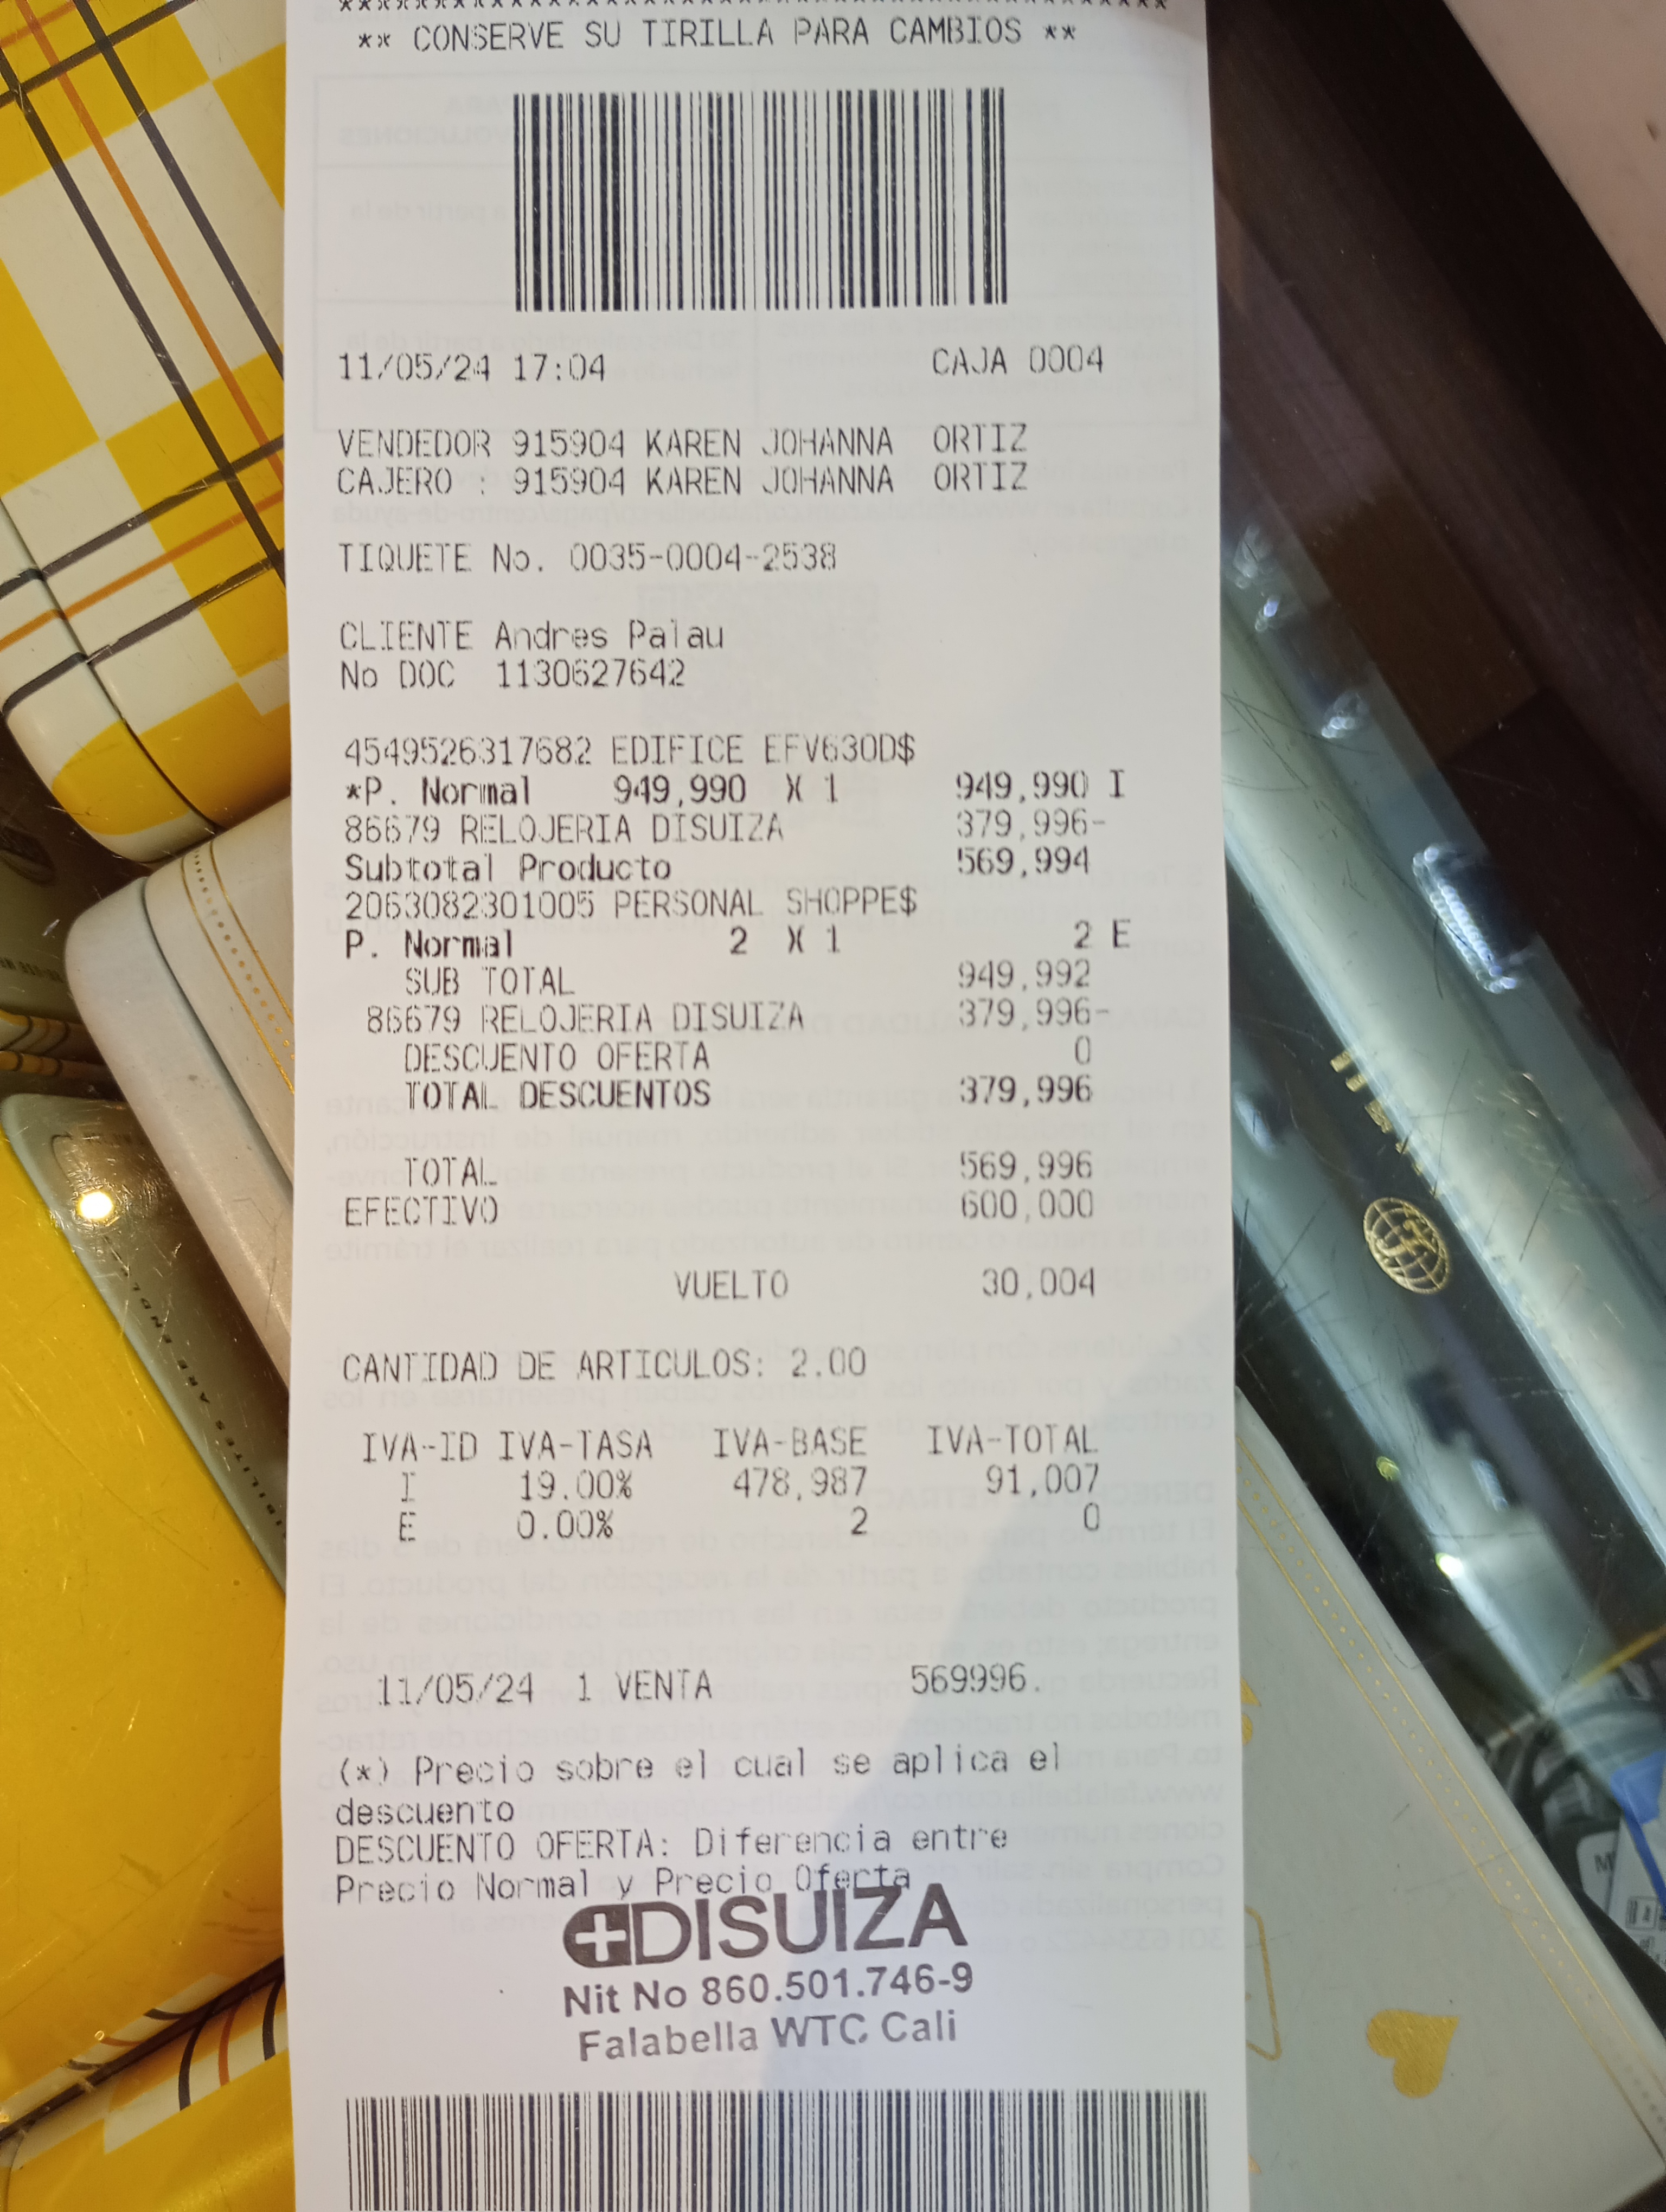 ** CONSERVE SU TIRILLA PARA CAMBIOS **
11/05/24 17:04 CAJA 0004
VENDEDOR 915904 KAREN JOHANNA ORTIZ
CAJERO : 915904 KAREN JOHANNA ORTIZ
TIQUETE No. 0035-0004-2538
CLIENTE Andres Palau
No DOC 1130627642
4549526317682 EDIFICE EFV630D$
*P. Normal 949,990 X 1 949,990 I
86679 RELOJERIA DISUIZA 379,996-
Subtotal Producto 569,994
2063082301005 PERSONAL SHOPPE$
P. Normal 2 X 1 2 E
SUB TOTAL 949,992
86679 RELOJERIA DISUIZA 379,996-
DESCUENTO OFERTA 0
TOTAL DESCUENTOS 379,996
TOTAL 569,996
EFECTIVO 600,000
VUELTO 30,004
CANTIDAD DE ARTICULOS: 2.00
IVA-ID IVA-TASA IVA-BASE IVA-TOTAL
I 19.00% 478,987 91,007
E 0.00% 2 0
11/05/24 1 VENTA 569996.
(*) Precio sobre el cual se aplica el
descuento
DESCUENTO OFERTA: Diferencia entre
Precio Normal y Precio Oferta
DISUIZA
Nit No 860.501.746-9
Falabella WTC Cali